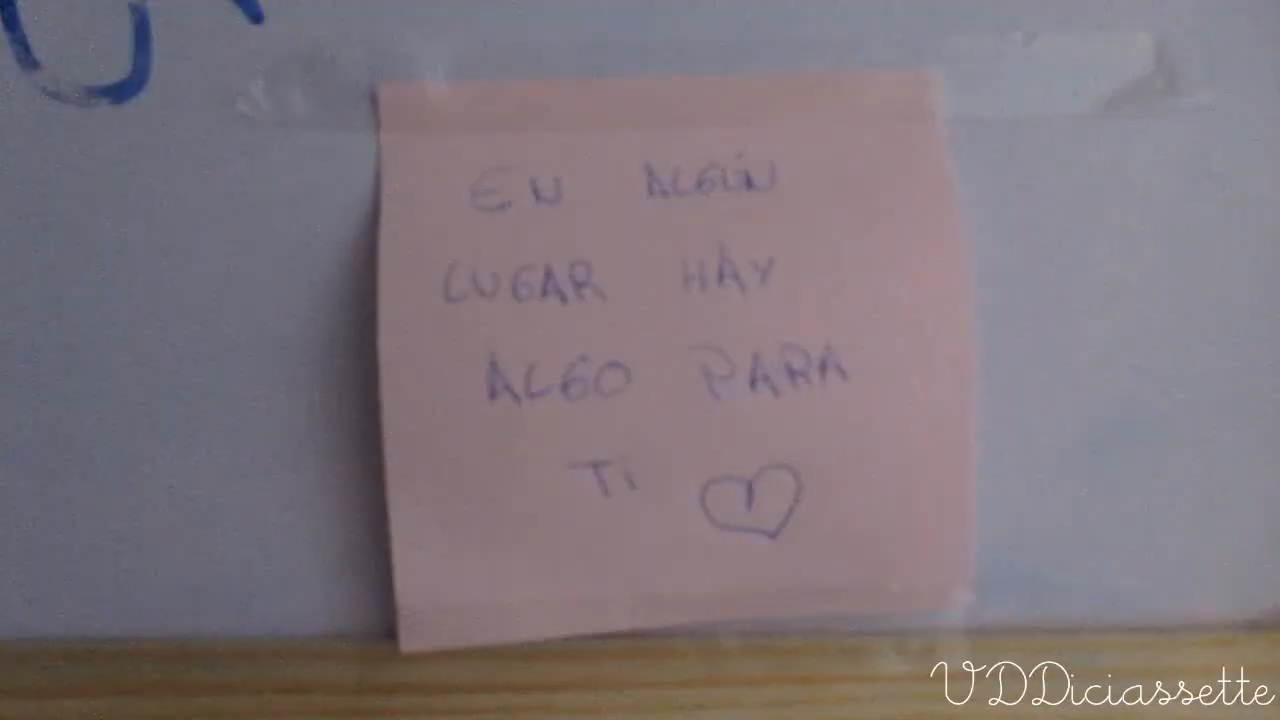 EN ALGÚN
LUGAR HAY
ALGO PARA
TI
VDDiciassette